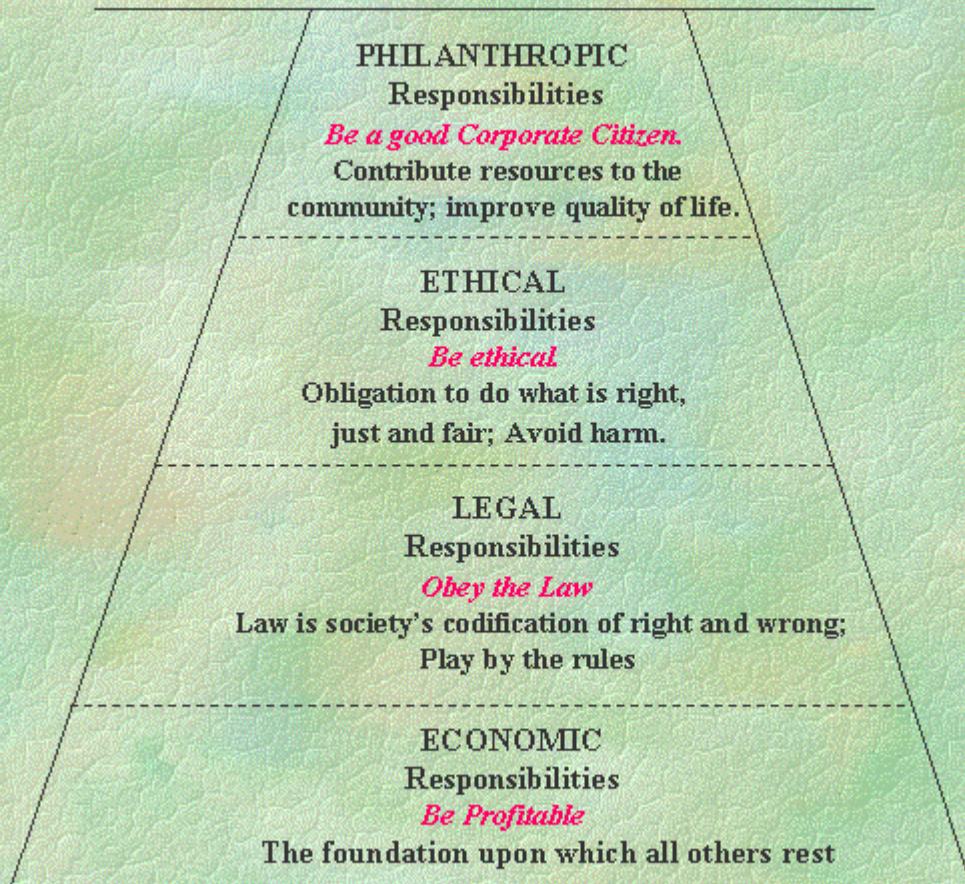 PHILANTHROPIC
Responsibilities
Be a good Corporate Citizen.
Contribute resources to the
community; improve quality of life.
ETHICAL
Responsibilities
Be ethical.
Obligation to do what is right,
just and fair; Avoid harm.
LEGAL
Responsibilities
Obey the Law
Law is society's codification of right and wrong;
Play by the rules
ECONOMIC
Responsibilities
Be Profitable
The foundation upon which all others rest